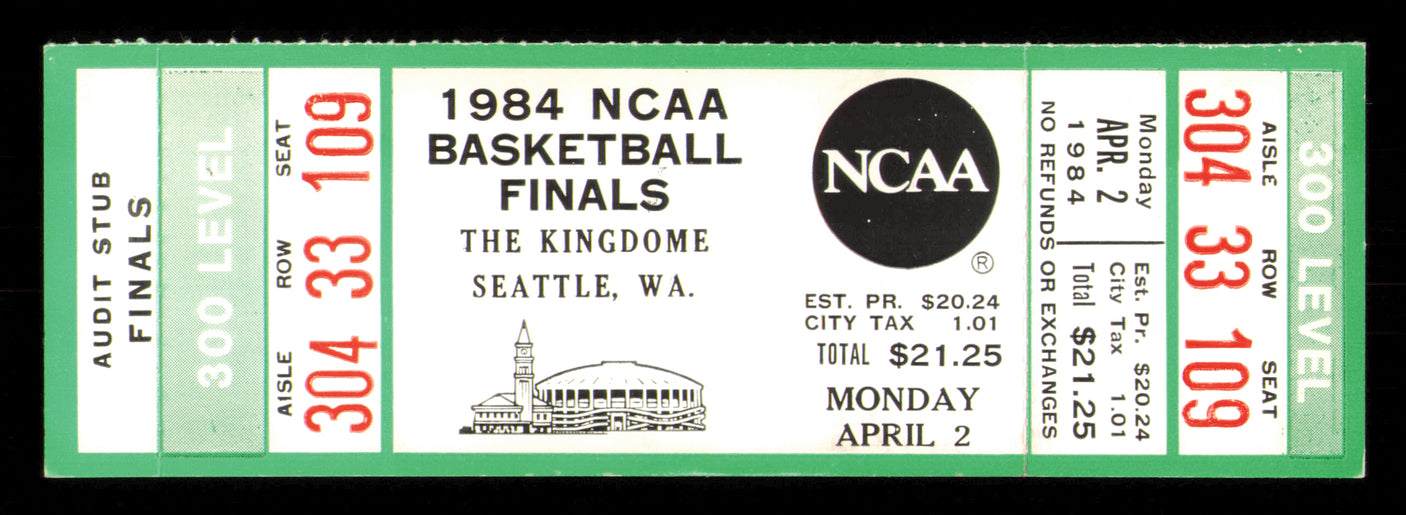 AUDIT STUB
FINALS
300 LEVEL
AISLE ROW SEAT
304 33 109
1984 NCAA
BASKETBALL
FINALS
THE KINGDOME
SEATTLE, WA.
NCAA
®
EST. PR. $20.24
CITY TAX 1.01
TOTAL $21.25
MONDAY
APRIL 2
Monday
APR. 2
1984
Est. Pr. $20.24
City Tax 1.01
Total $21.25
NO REFUNDS OR EXCHANGES
300 LEVEL
AISLE ROW SEAT
304 33 109